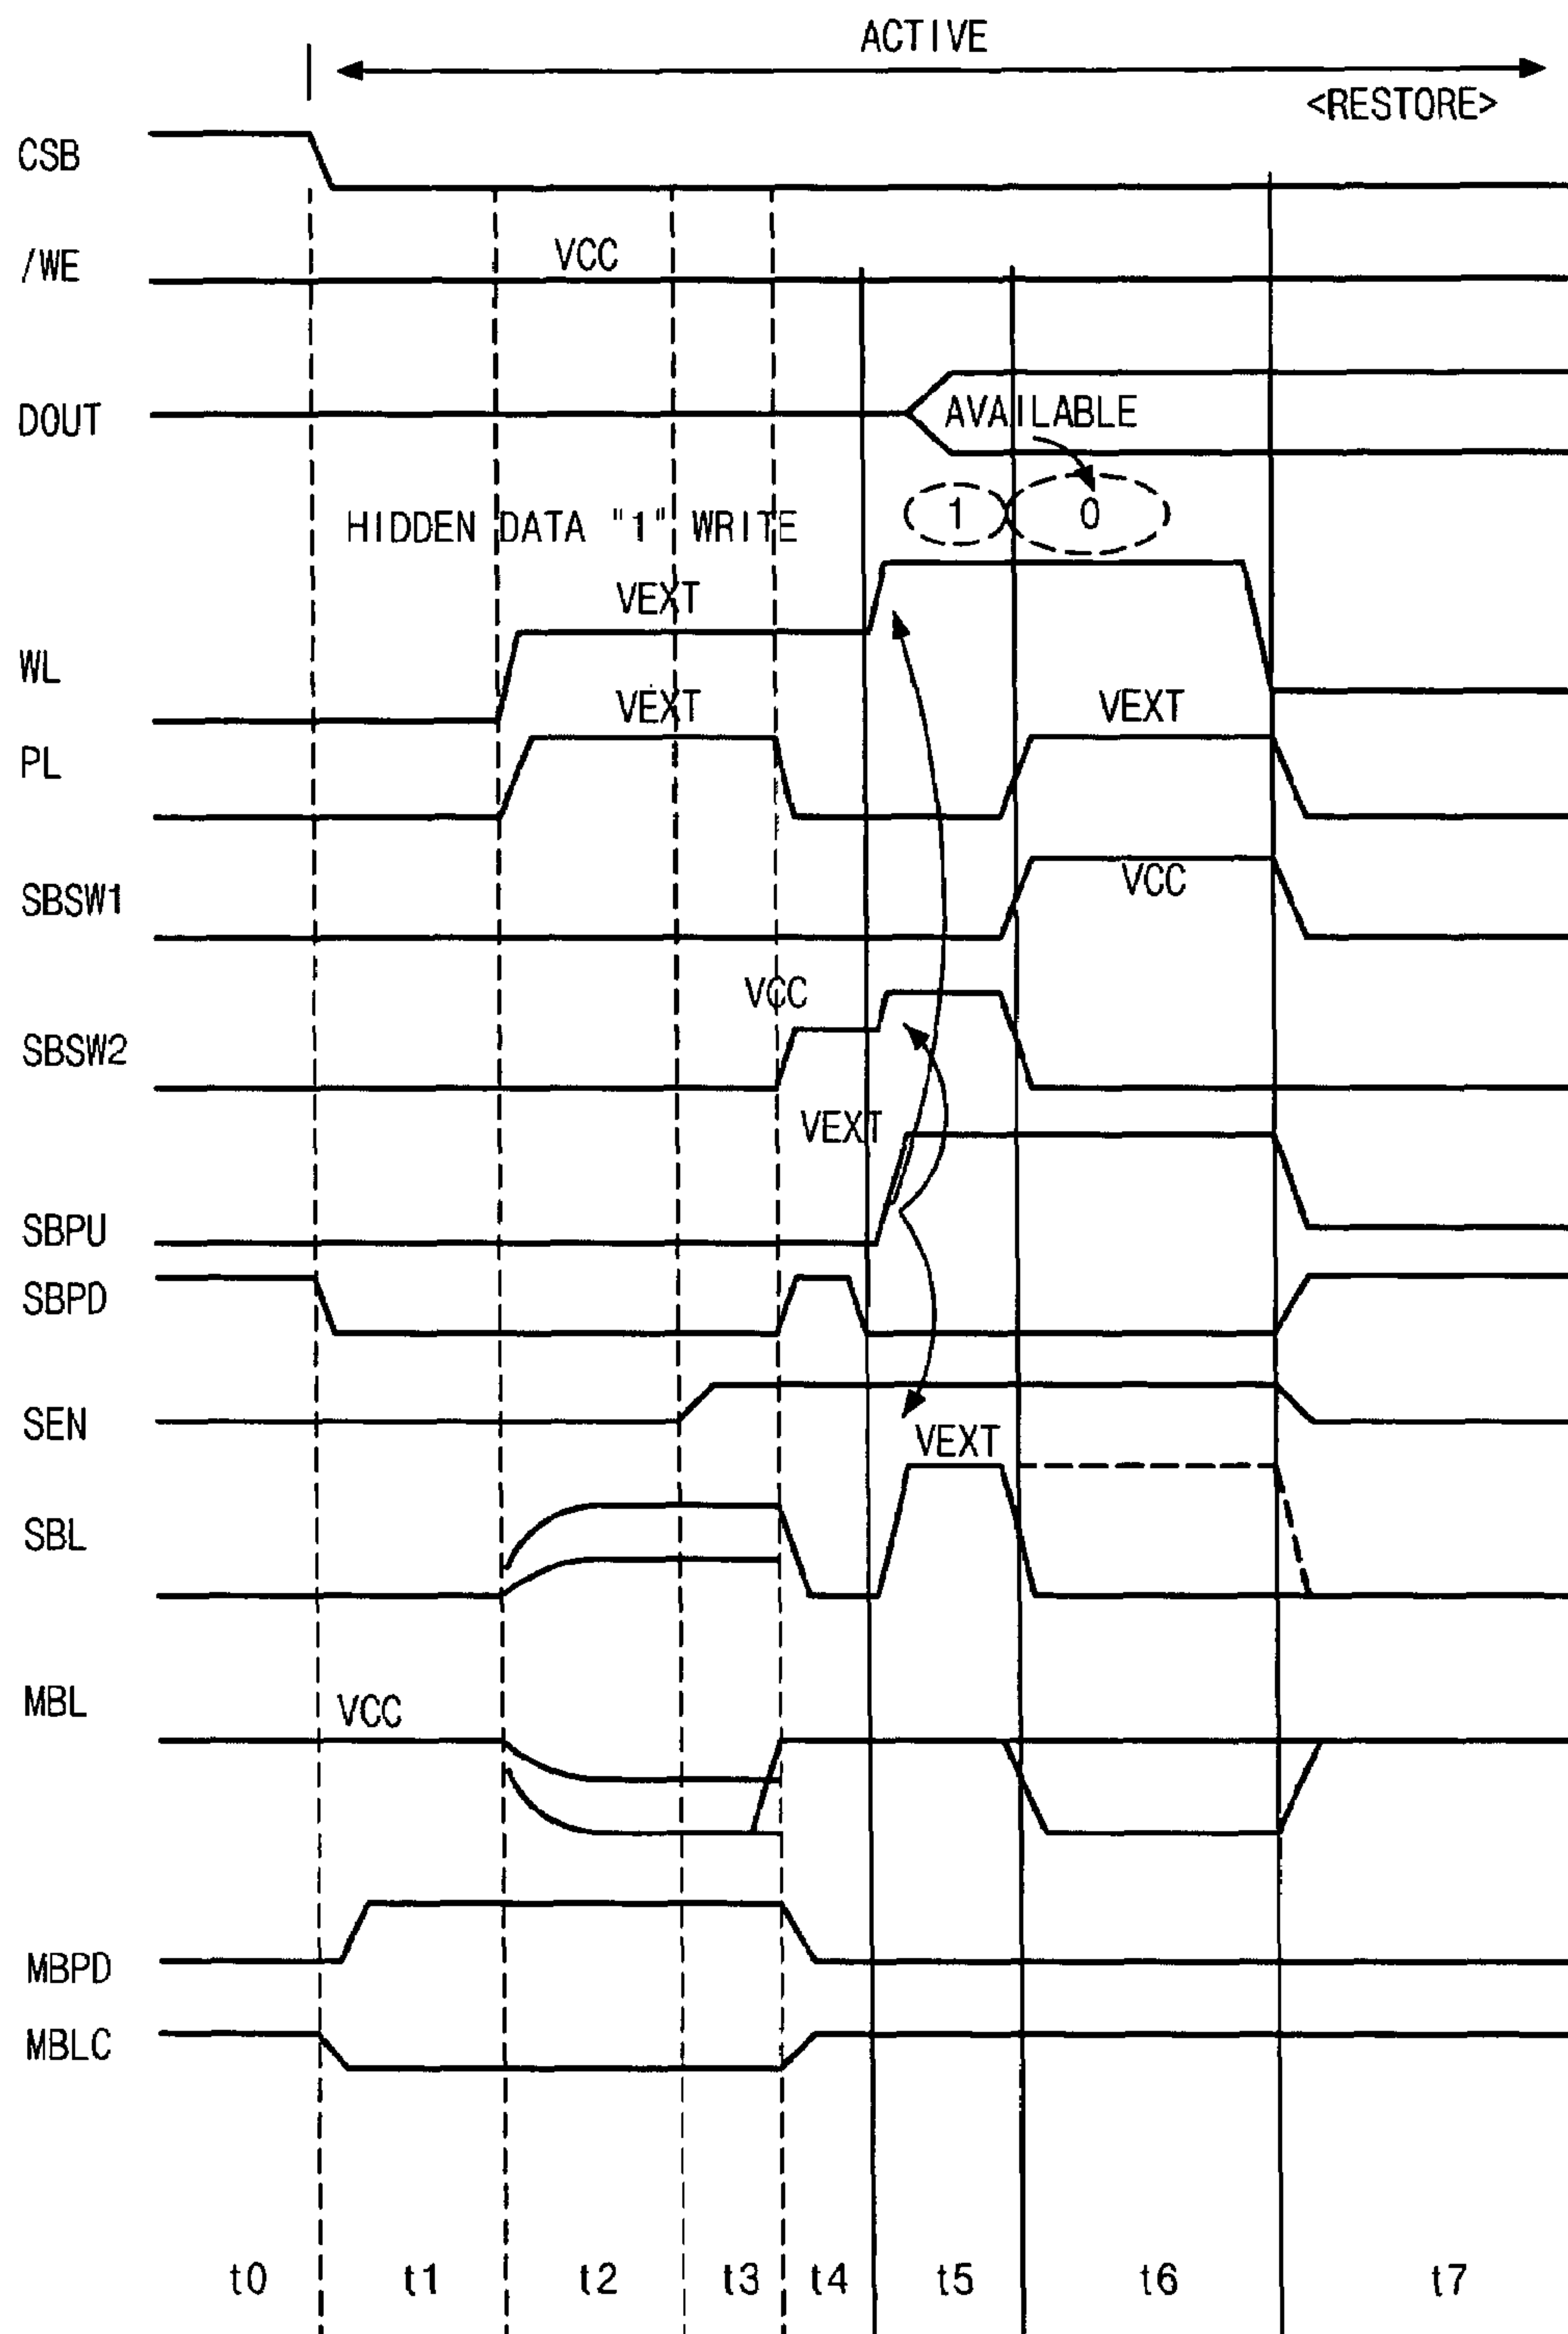 ACTIVE
<RESTORE>
CSB
/WE
VCC
DOUT
AVAILABLE
HIDDEN DATA "1" WRITE
1
0
WL
VEXT
PL
VEXT
VEXT
SBSW1
VCC
SBSW2
VCC
SBPU
VEXT
SBPD
SEN
SBL
VEXT
MBL
VCC
MBPD
MBLC
t0 t1 t2 t3 t4 t5 t6 t7